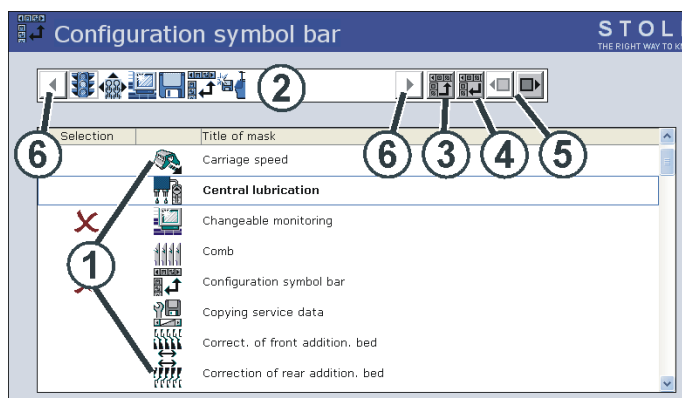 Configuration symbol bar
STOL
THE RIGHT WAY TO
2
6 6 3 4 5
Selection Title of mask
Carriage speed
Central lubrication
Changeable monitoring
1
Comb
Configuration symbol bar
Copying service data
Correct. of front addition. bed
Correction of rear addition. bed